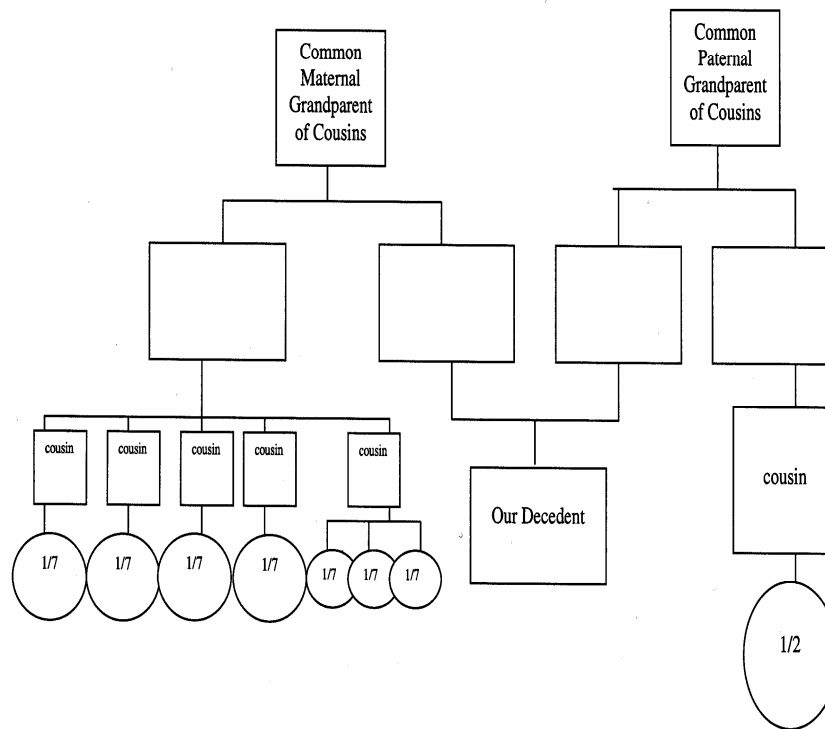 Common
Maternal
Grandparent
of Cousins
Common
Paternal
Grandparent
of Cousins
cousin
cousin
cousin
cousin
cousin
cousin
Our Decedent
1/7
1/7
1/7
1/7
1/7
1/7
1/7
1/2